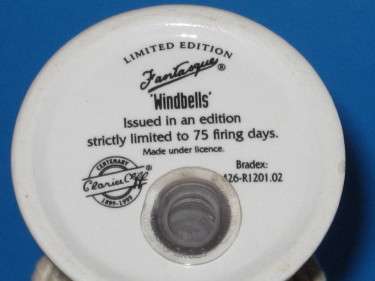 LIMITED EDITION
Fantasque ®
'Windbells'
Issued in an edition
strictly limited to 75 firing days.
Made under licence.
CENTENARY
Clarice Cliff
1899-1999
Bradex:
A26-R1201.02